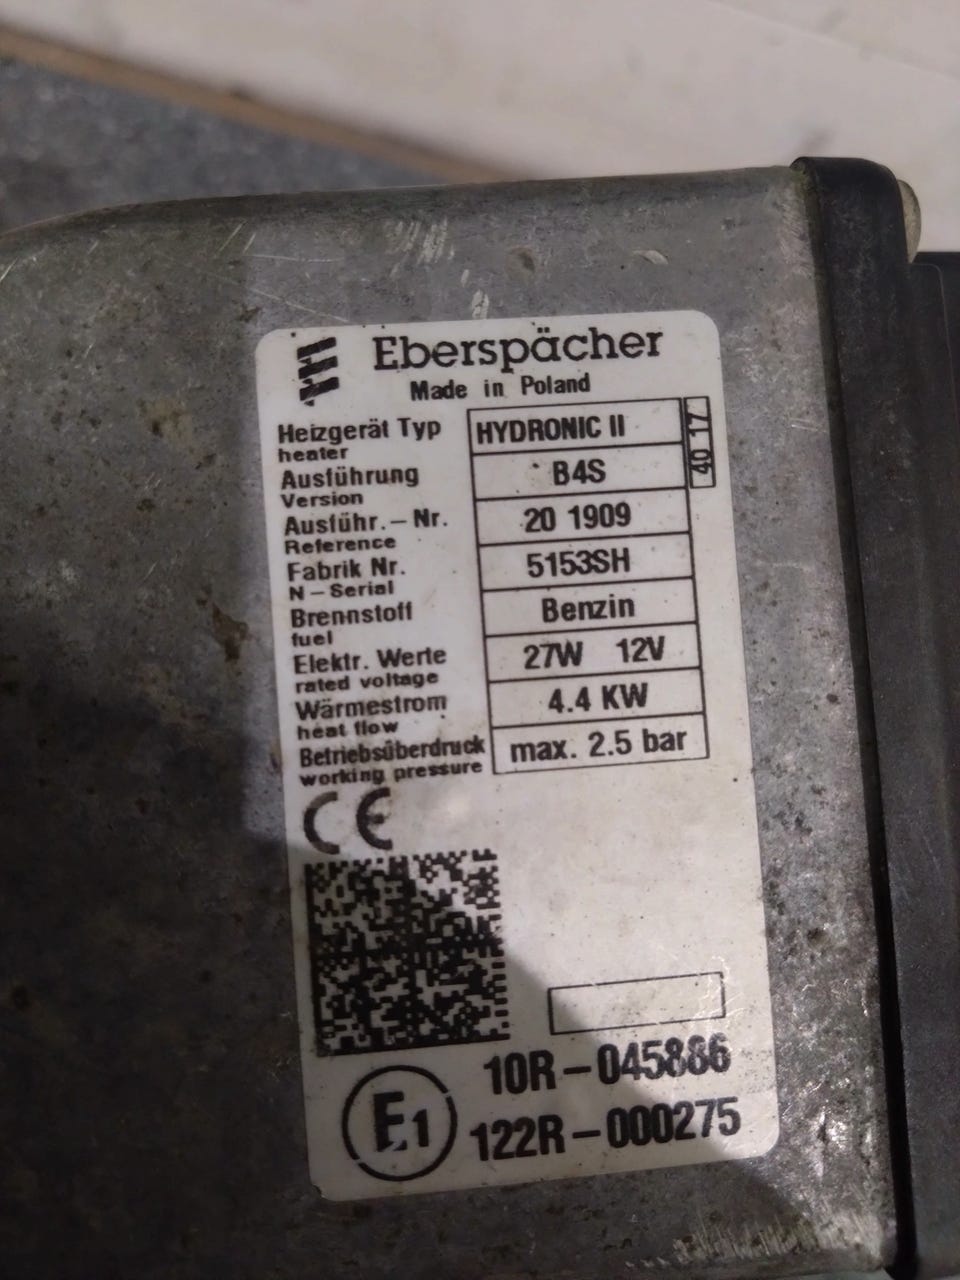 Eberspächer
Made in Poland
Heizgerät Typ HYDRONIC II 40 17
heater
Ausführung B4S
Version
Ausführ.-Nr. 20 1909
Reference
Fabrik Nr. 5153SH
N-Serial
Brennstoff Benzin
fuel
Elektr. Werte 27W 12V
rated voltage
Wärmestrom 4.4 KW
heat flow
Betriebsüberdruck max. 2.5 bar
working pressure
CE
E1 10R-045886
122R-000275